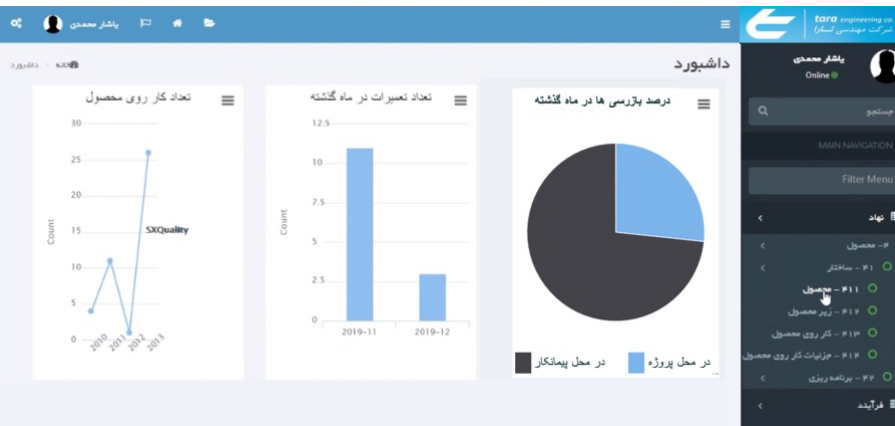 tara engineering co.
شرکت مهندسی تارا
یاشار محمدی
یاشار محمدی
Online
جستجو
MAIN NAVIGATION
Filter Menu
نهاد
۴- محصول
۴۱ - ساختار
۴۱۱ - محصول
۴۱۲ - زیر محصول
۴۱۳ - کار روی محصول
۴۱۴ - جزئیات کار روی محصول
۴۲ - برنامه ریزی
فرآیند
داشبورد
خانه > داشبورد
درصد بازرسی ها در ماه گذشته
در محل پروژه
در محل پیمانکار
تعداد تعمیرات در ماه گذشته
12.5
10
7.5
5
2.5
0
Count
2019-11
2019-12
تعداد کار روی محصول
30
25
20
15
10
5
0
Count
SXQuality
2010
2011
2012
2013